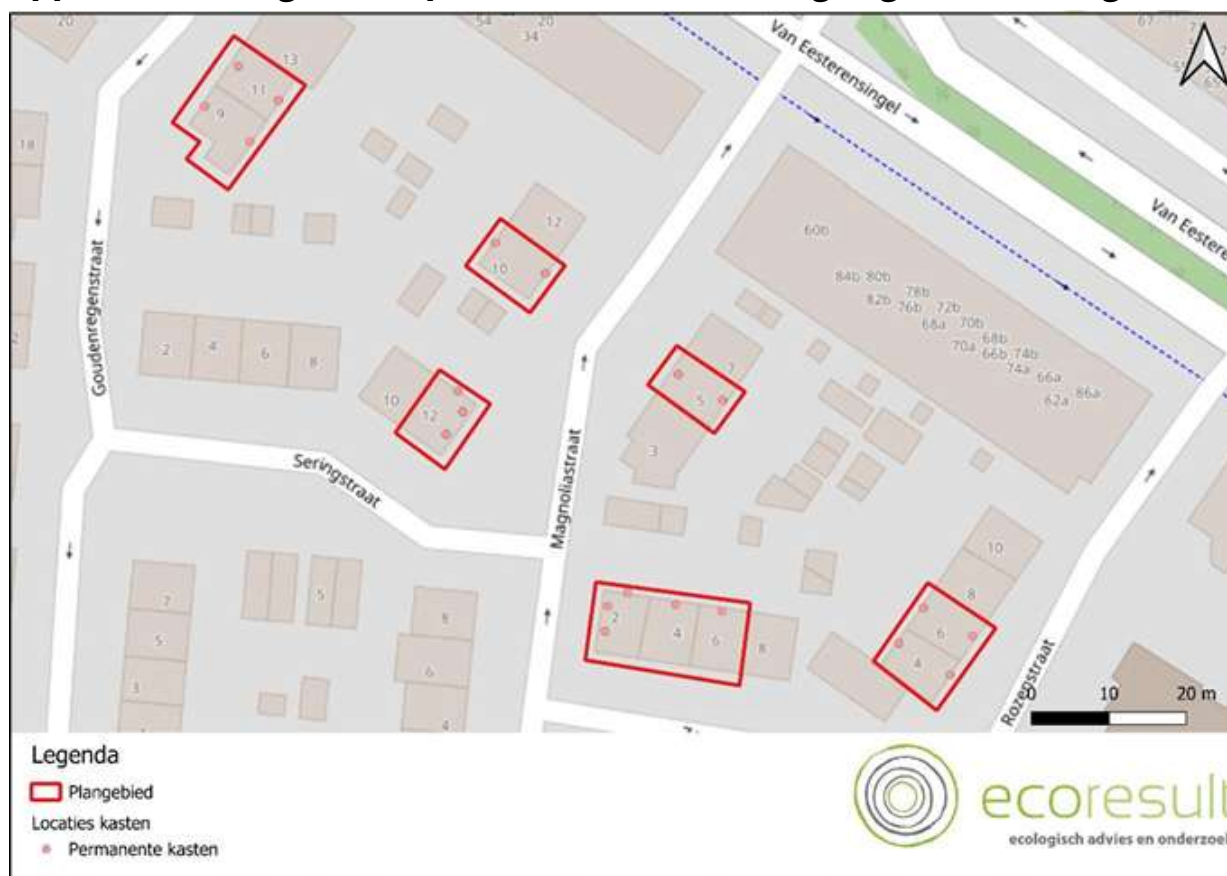 20
54
20
34
67
13
11
9
18
12
10
60b
84b 80b
82b
78b
76b
72b
68a
70b
68b
70a
66b
74b
74a
66a
62a
86a
Van Eesterensingel
Van Eestere
Goudenregenstraat
2 4 6 8
10
12
7
5
3
Seringstraat
Magnoliastraat
10
8
6
4
2 4 6 8
7
5
3
5
8
6
4
Rozenstraat
0 10 20 m
Legenda
Plangebied
Locaties kasten
Permanente kasten
ecoresult
ecologisch advies en onderzoe